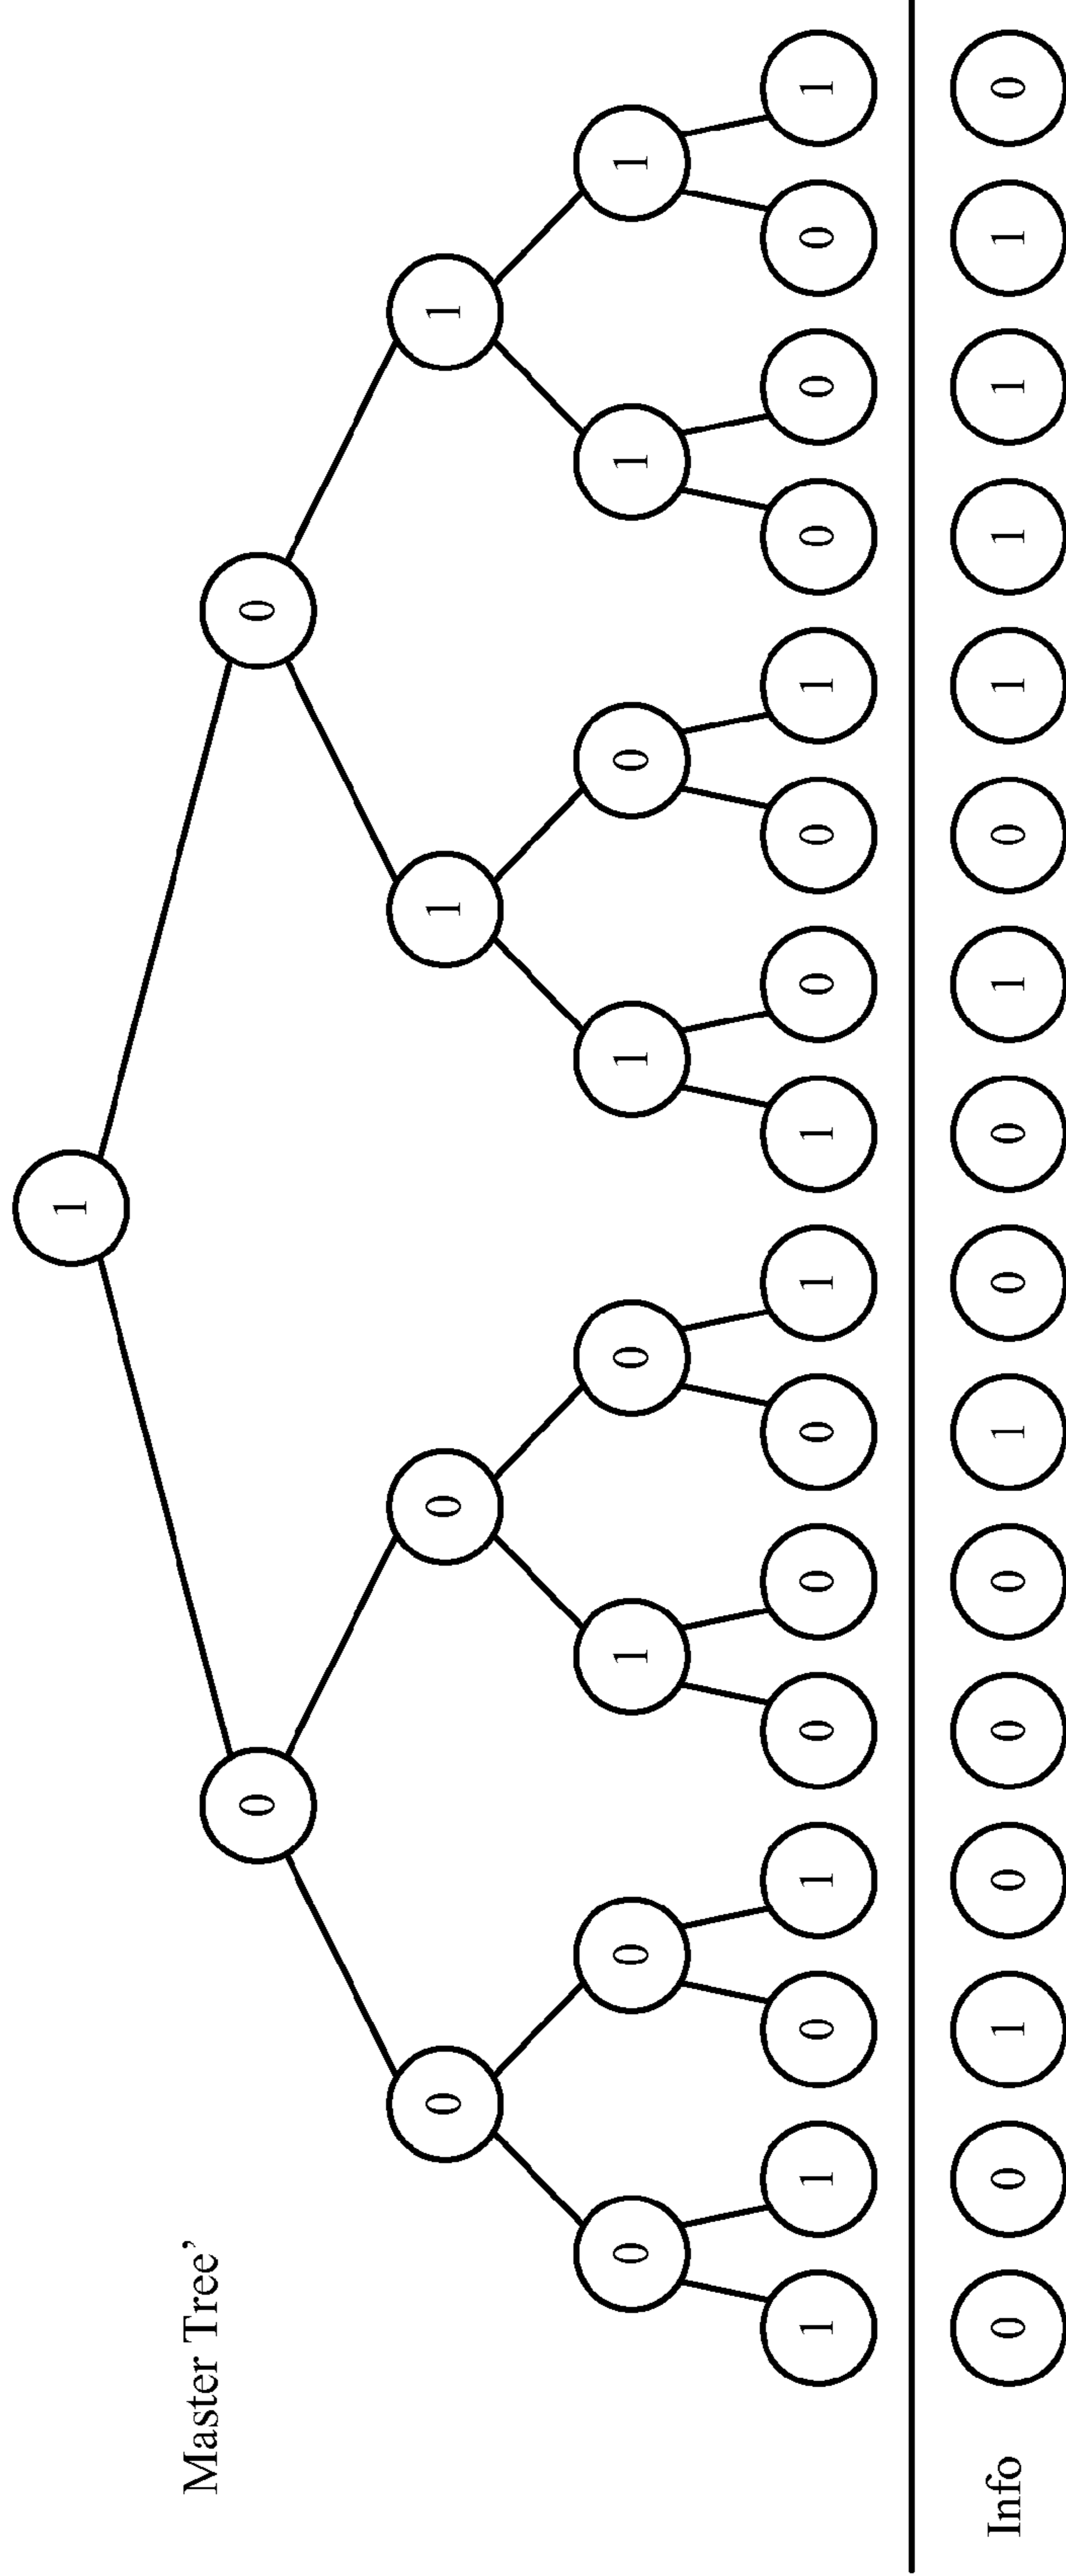 1
Master Tree’
0 0
0 0 1 1
0 0 1 0 1 0 1 1
1 1 0 1 0 0 0 1 1 0 0 1 0 0 0 1
Info 0 0 1 0 0 0 1 0 0 1 0 1 1 1 1 0